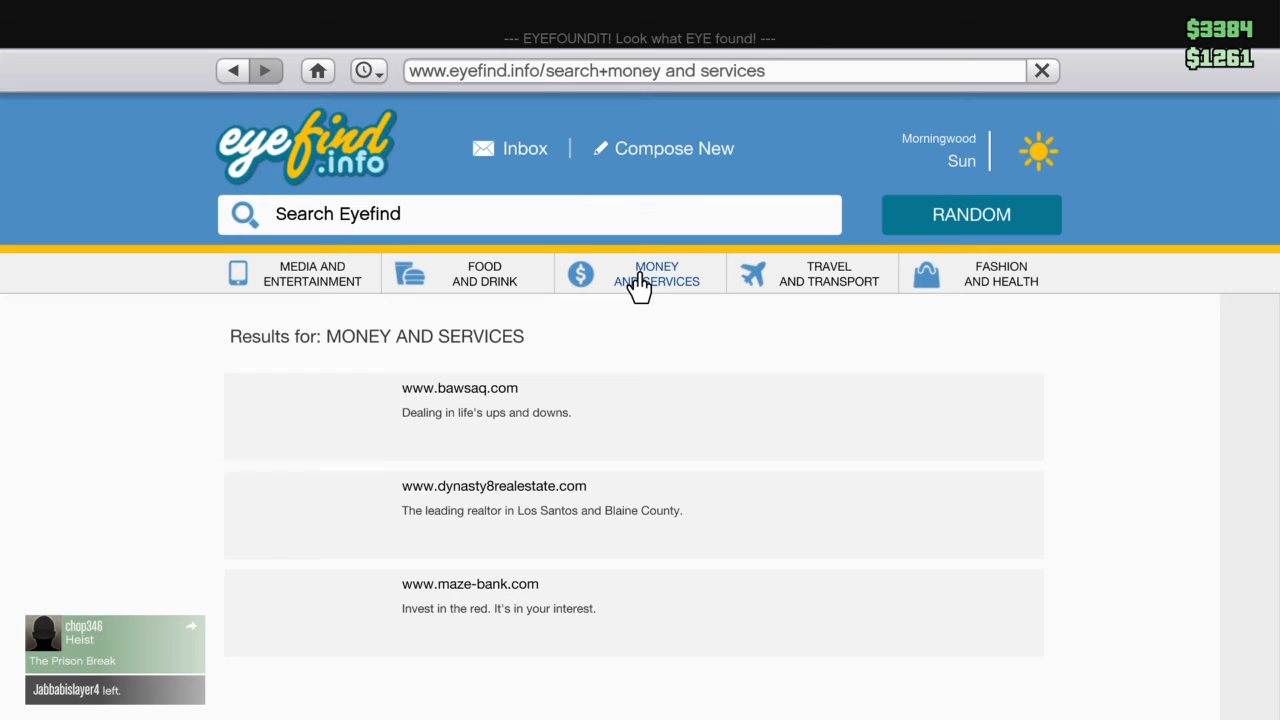 $3384
--- EYEFOUNDIT! Look what EYE found! ---
$1261
www.eyefind.info/search+money and services
eyefind
.info
Inbox
Compose New
Morningwood
Sun
Search Eyefind
RANDOM
MEDIA AND
ENTERTAINMENT
FOOD
AND DRINK
MONEY
AND SERVICES
TRAVEL
AND TRANSPORT
FASHION
AND HEALTH
Results for: MONEY AND SERVICES
www.bawsaq.com
Dealing in life's ups and downs.
www.dynasty8realestate.com
The leading realtor in Los Santos and Blaine County.
www.maze-bank.com
Invest in the red. It's in your interest.
chop346
Heist
The Prison Break
Jabbabislayer4 left.